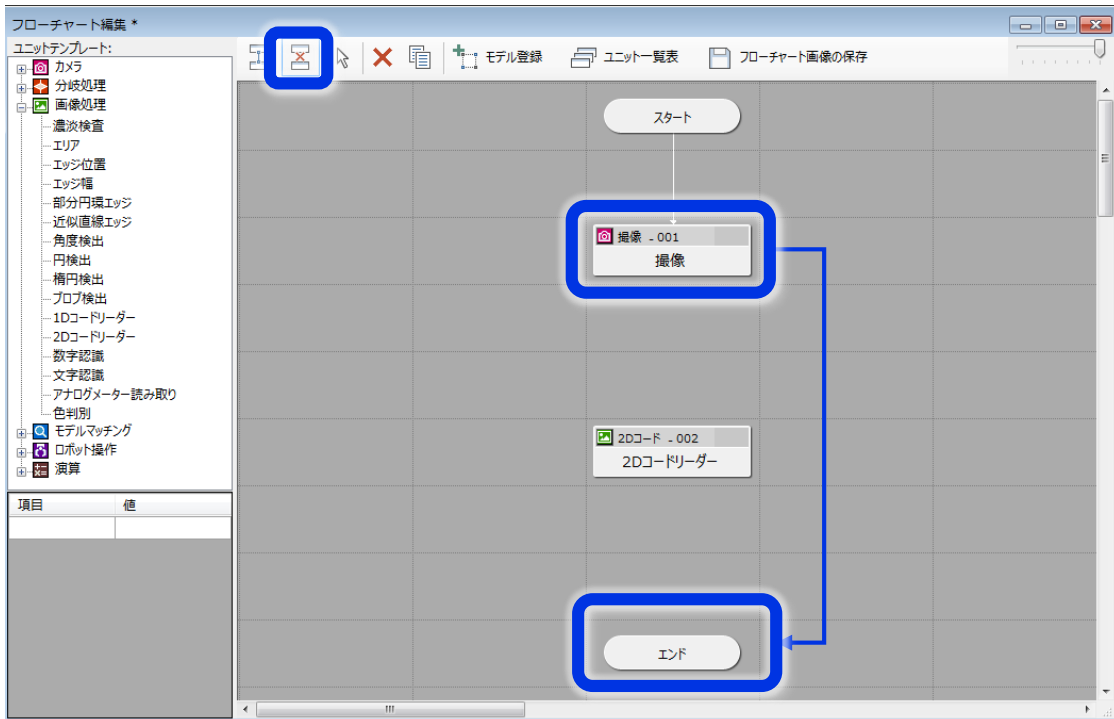 フローチャート編集 *
ユニットテンプレート:
モデル登録
ユニット一覧表
フローチャート画像の保存
カメラ
分岐処理
画像処理
濃淡検査
エリア
エッジ位置
エッジ幅
部分円環エッジ
近似直線エッジ
角度検出
円検出
楕円検出
ブロブ検出
1Dコードリーダー
2Dコードリーダー
数字認識
文字認識
アナログメーター読み取り
色判別
モデルマッチング
ロボット操作
演算
項目 値
スタート
撮像 - 001
撮像
2Dコード - 002
2Dコードリーダー
エンド